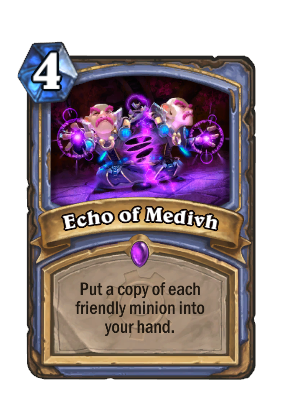 4
Echo of Medivh
Put a copy of each
friendly minion into
your hand.